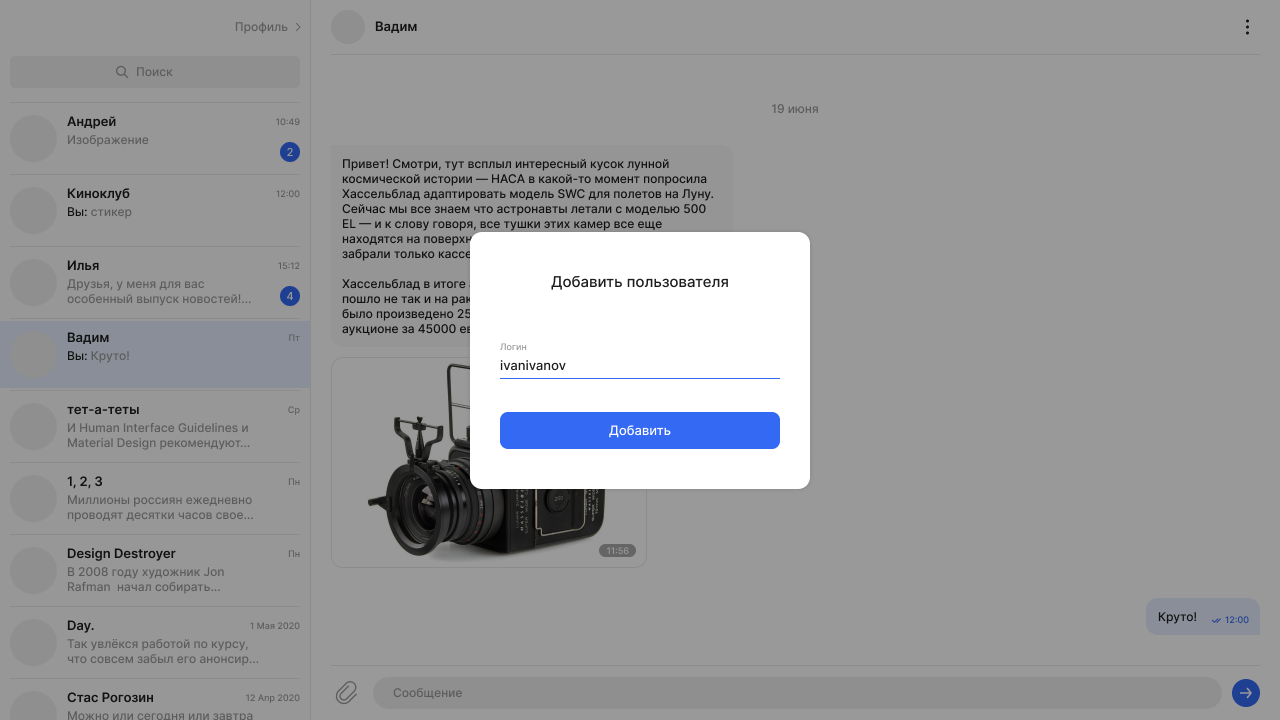 Профиль
Поиск
Андрей
10:49
Изображение
2
Киноклуб
12:00
Вы: стикер
Илья
15:12
Друзья, у меня для вас
особенный выпуск новостей!...
4
Вадим
Пт
Вы: Круто!
тет-а-теты
Ср
И Human Interface Guidelines и
Material Design рекомендуют...
1, 2, 3
Пн
Миллионы россиян ежедневно
проводят десятки часов свое...
Design Destroyer
Пн
В 2008 году художник Jon
Rafman начал собирать...
Day.
1 Мая 2020
Так увлёкся работой по курсу,
что совсем забыл его анонсир...
Стас Рогозин
12 Апр 2020
Можно или сегодня или завтра
Вадим
19 июня
Привет! Смотри, тут всплыл интересный кусок лунной
космической истории — НАСА в какой-то момент попросила
Хассельблад адаптировать модель SWC для полетов на Луну.
Сейчас мы все знаем что астронавты летали с моделью 500
EL — и к слову говоря, все тушки этих камер все еще
находятся на поверхн
забрали только кассе
Хассельблад в итоге
пошло не так и на рак
было произведено 25
аукционе за 45000 ев
11:56
Добавить пользователя
Логин
ivanivanov
Добавить
Круто!
12:00
Сообщение